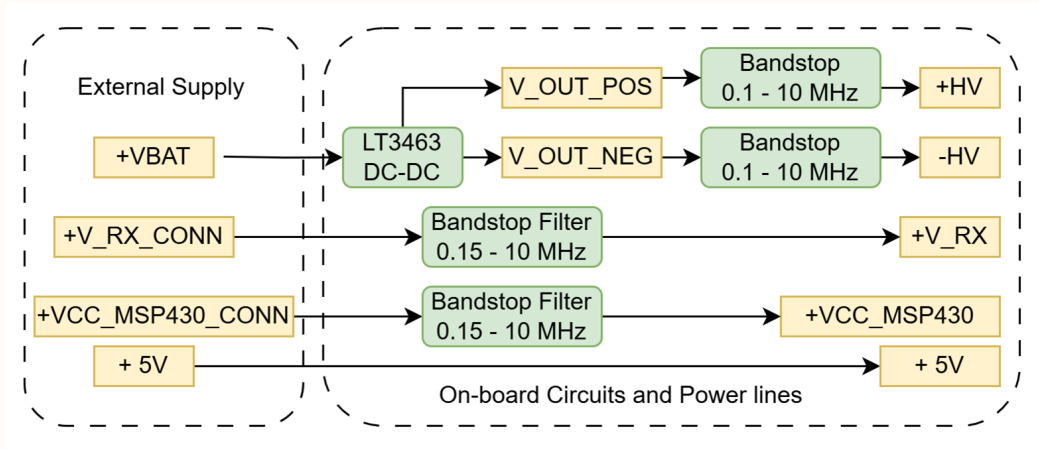 External Supply
+VBAT
+V_RX_CONN
+VCC_MSP430_CONN
+ 5V
LT3463
DC-DC
V_OUT_POS
Bandstop
0.1 - 10 MHz
+HV
V_OUT_NEG
Bandstop
0.1 - 10 MHz
-HV
Bandstop Filter
0.15 - 10 MHz
+V_RX
Bandstop Filter
0.15 - 10 MHz
+VCC_MSP430
+ 5V
On-board Circuits and Power lines